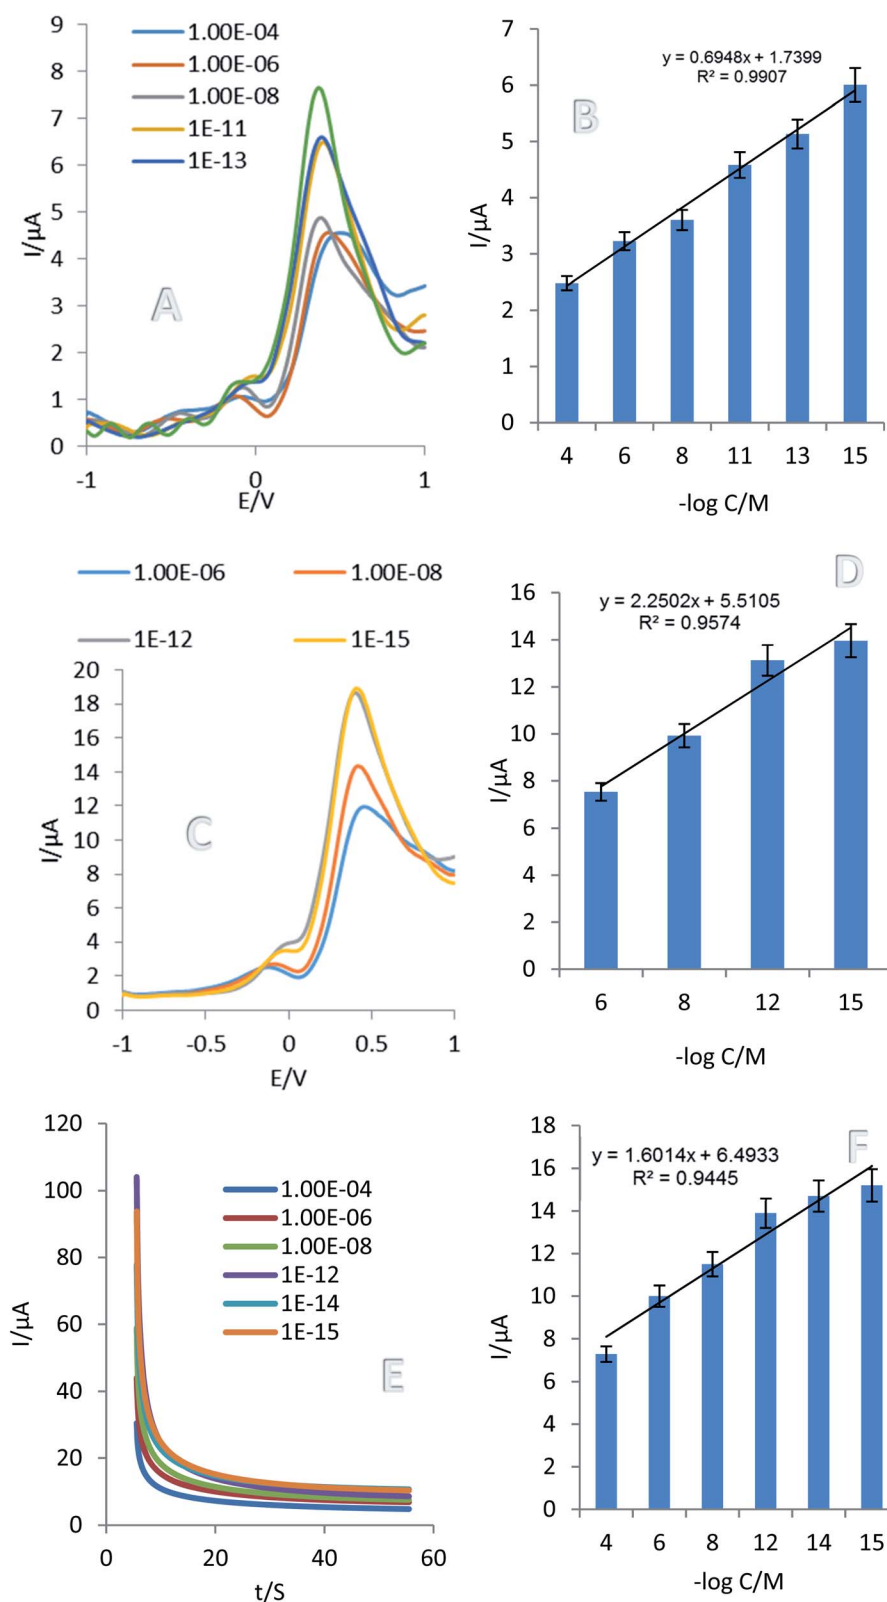 9
8
7
6
5
4
3
2
1
0
I/μA
1.00E-04
1.00E-06
1.00E-08
1E-11
1E-13
A
-1
0
1
E/V
7
6
5
4
3
2
1
0
I/μA
y = 0.6948x + 1.7399
R² = 0.9907
B
4 6 8 11 13 15
-log C/M
1.00E-06
1.00E-08
1E-12
1E-15
20
18
16
14
12
10
8
6
4
2
0
I/μA
C
-1 -0.5 0 0.5 1
E/V
D
16
14
12
10
8
6
4
2
0
I/μA
y = 2.2502x + 5.5105
R² = 0.9574
6 8 12 15
-log C/M
120
100
80
60
40
20
0
I/μA
1.00E-04
1.00E-06
1.00E-08
1E-12
1E-14
1E-15
E
0 20 40 60
t/S
18
16
14
12
10
8
6
4
2
0
I/μA
y = 1.6014x + 6.4933
R² = 0.9445
F
4 6 8 12 14 15
-log C/M